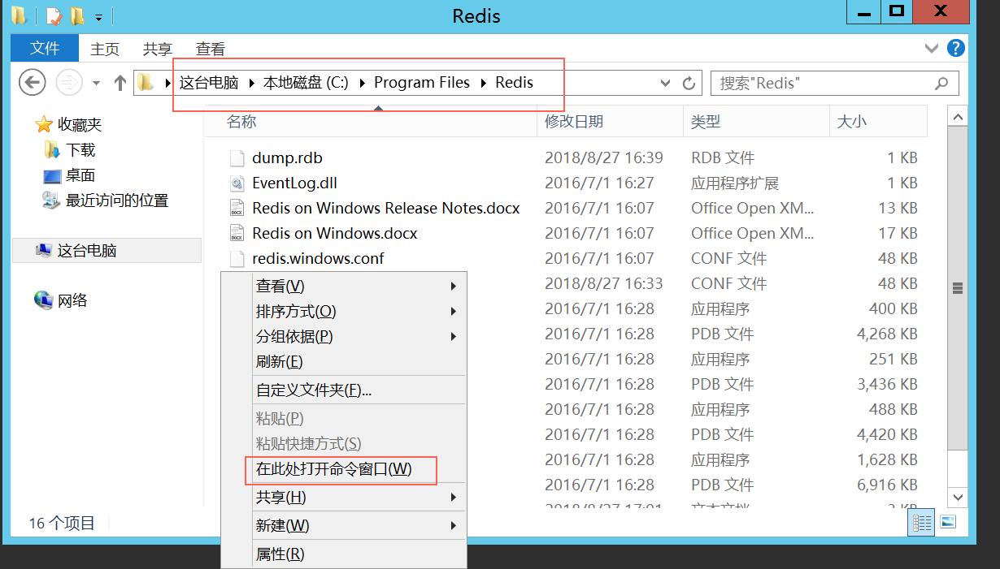 Redis
文件 主页 共享 查看
这台电脑 本地磁盘 (C:) Program Files Redis 搜索"Redis"
收藏夹
下载
桌面
最近访问的位置
这台电脑
网络
名称 修改日期 类型 大小
dump.rdb 2018/8/27 16:39 RDB 文件 1 KB
EventLog.dll 2016/7/1 16:27 应用程序扩展 1 KB
Redis on Windows Release Notes.docx 2016/7/1 16:07 Office Open XM... 13 KB
Redis on Windows.docx 2016/7/1 16:07 Office Open XM... 17 KB
redis.windows.conf 2016/7/1 16:07 CONF 文件 48 KB
2018/8/27 16:33 CONF 文件 48 KB
2016/7/1 16:28 应用程序 400 KB
2016/7/1 16:28 PDB 文件 4,268 KB
2016/7/1 16:28 应用程序 251 KB
2016/7/1 16:28 PDB 文件 3,436 KB
2016/7/1 16:28 应用程序 488 KB
2016/7/1 16:28 PDB 文件 4,420 KB
2016/7/1 16:28 应用程序 1,628 KB
2016/7/1 16:28 PDB 文件 6,916 KB
查看(V)
排序方式(O)
分组依据(P)
刷新(E)
自定义文件夹(F)...
粘贴(P)
粘贴快捷方式(S)
在此处打开命令窗口(W)
共享(H)
新建(W)
属性(R)
16 个项目